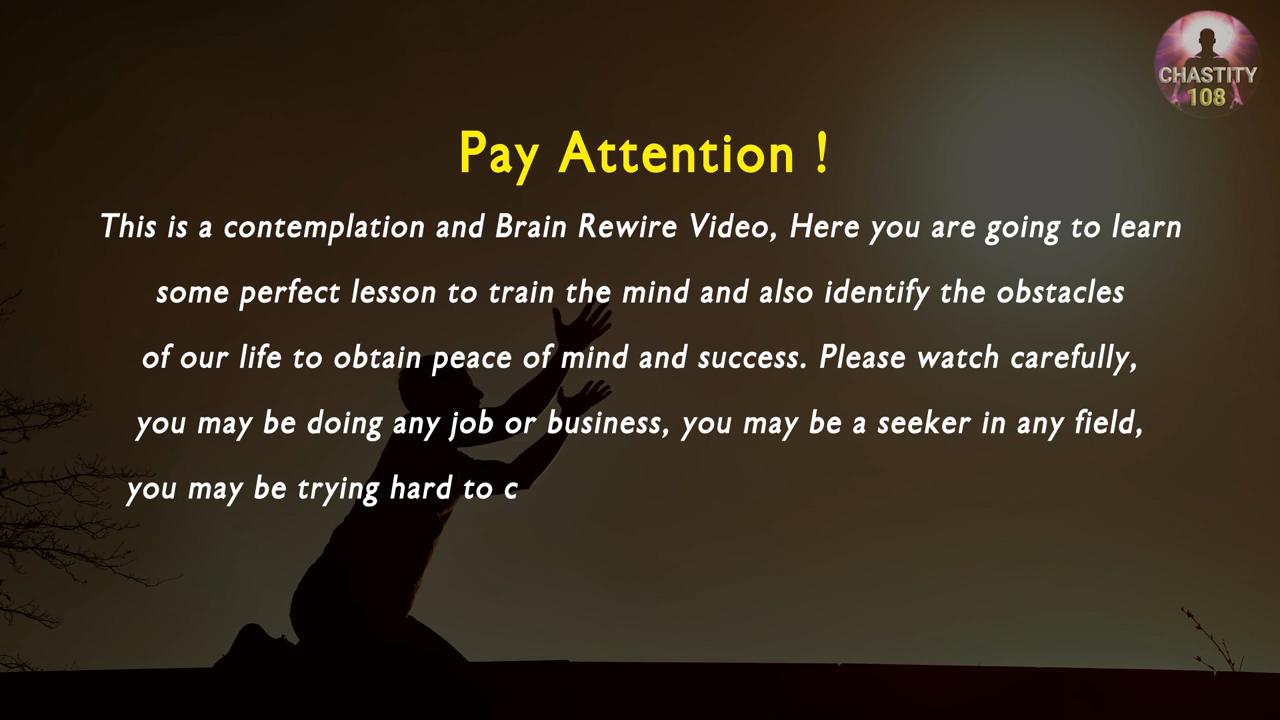 CHASTITY
108
Pay Attention !
This is a contemplation and Brain Rewire Video, Here you are going to learn
some perfect lesson to train the mind and also identify the obstacles
of our life to obtain peace of mind and success. Please watch carefully,
you may be doing any job or business, you may be a seeker in any field,
you may be trying hard to c